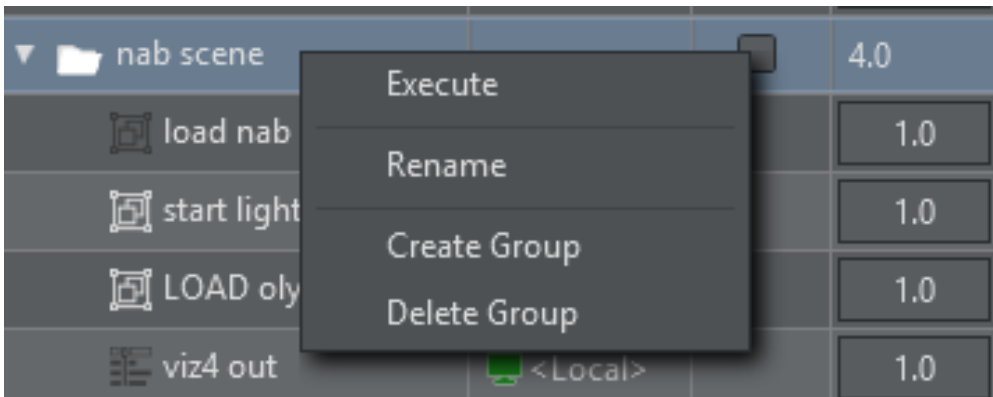 nab scene
4.0
Execute
load nab
1.0
Rename
start light
1.0
Create Group
LOAD oly
1.0
Delete Group
viz4 out
<Local>
1.0